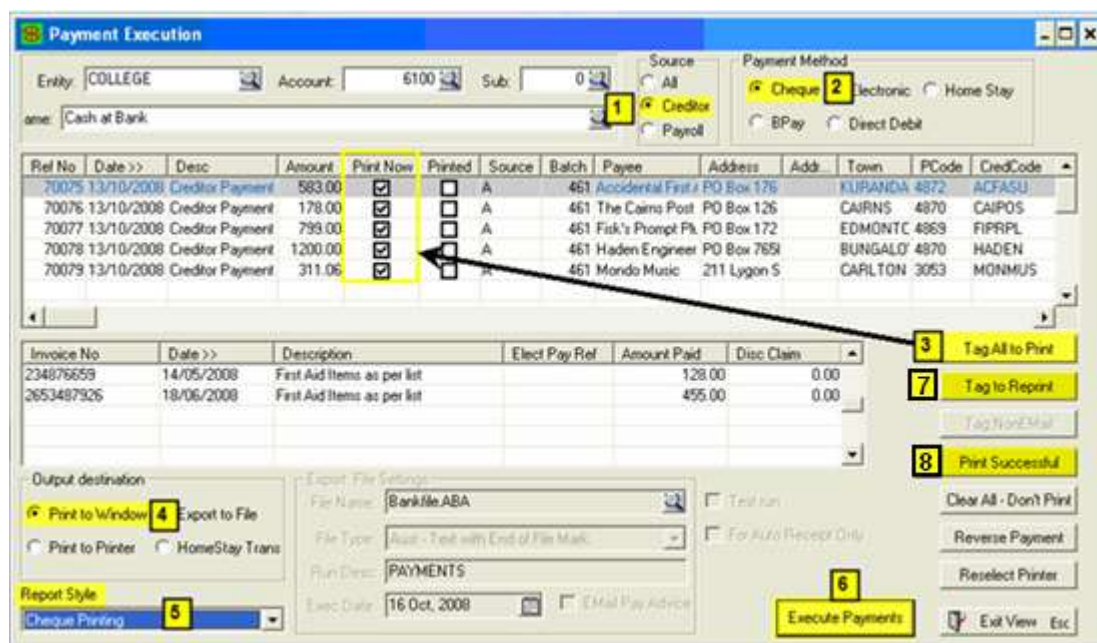 Payment Execution
Source
Payment Method
Entity: COLLEGE Account: 6100 Sub: 0
All
Cheque 2 Electronic Home Stay
1 Creditor
ame: Cash at Bank
Payroll
BPay Direct Debit
Ref No Date >> Desc Amount Print Now Printed Source Batch Payee Address Addr... Town PCode CredCode
70075 13/10/2008 Creditor Payment 583.00 A 461 Accidental First A PO Box 176 KURANDA 4872 ACFASU
70076 13/10/2008 Creditor Payment 178.00 A 461 The Cairns Post PO Box 126 CAIRNS 4870 CAIPOS
70077 13/10/2008 Creditor Payment 799.00 A 461 Fisk's Prompt Pl PO Box 172 EDMONTC 4869 FIPRPL
70078 13/10/2008 Creditor Payment 1200.00 A 461 Haden Engineer PO Box 765 BUNGALO 4870 HADEN
70079 13/10/2008 Creditor Payment 311.06 A 461 Mondo Music 211 Lygon S CARLTON 3053 MONMUS
3 Tag All to Print
Invoice No Date >> Description Elect Pay Ref Amount Paid Disc Claim
234876659 14/05/2008 First Aid Items as per list 128.00 0.00
2653487926 18/06/2008 First Aid Items as per list 455.00 0.00
7 Tag to Reprint
Tag NonEMail
8 Print Successful
Output destination
Export File Settings
Print to Window 4 Export to File
File Name: Bankfile.ABA
Test run
Clear All - Don't Print
Print to Printer HomeStay Trans
File Type: Aust - Text with End of File Mark
For Auto Receipt Only
Reverse Payment
Run Desc: PAYMENTS
Reselect Printer
Report Style
6
Cheque Printing 5
Exec Date: 16 Oct, 2008
EMail Pay Advice
Execute Payments
Exit View Esc